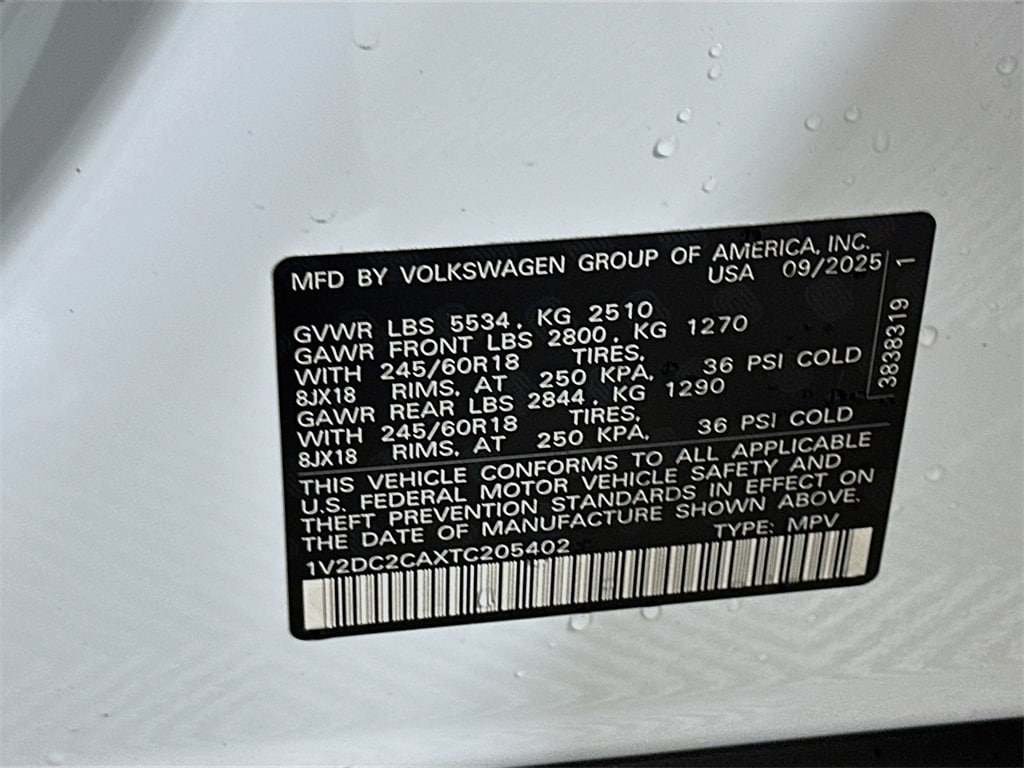 MFD BY VOLKSWAGEN GROUP OF AMERICA, INC.
USA 09/2025
GVWR LBS 5534, KG 2510
GAWR FRONT LBS 2800, KG 1270
WITH 245/60R18 TIRES,
8JX18 RIMS, AT 250 KPA, 36 PSI COLD
GAWR REAR LBS 2844, KG 1290
WITH 245/60R18 TIRES,
8JX18 RIMS, AT 250 KPA, 36 PSI COLD
THIS VEHICLE CONFORMS TO ALL APPLICABLE
U.S. FEDERAL MOTOR VEHICLE SAFETY AND
THEFT PREVENTION STANDARDS IN EFFECT ON
THE DATE OF MANUFACTURE SHOWN ABOVE.
1V2DC2CAXTC205402 TYPE: MPV
3838319 1